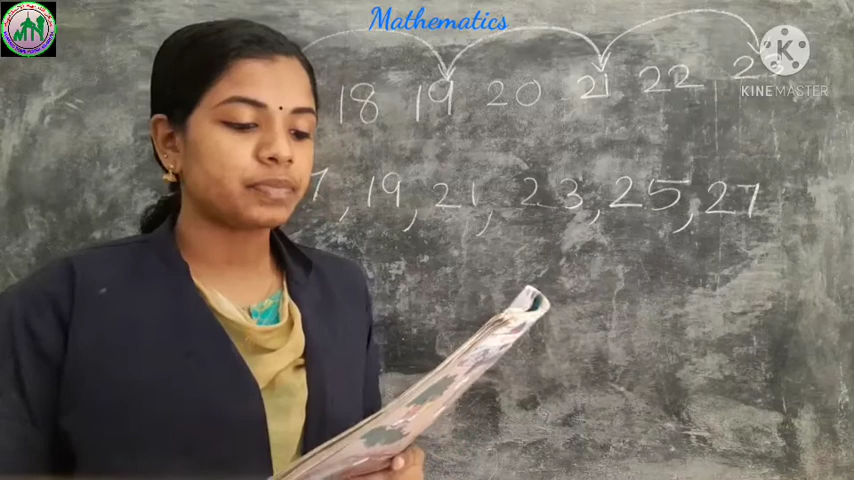 Mathematics
18 19 20 21 22 23
KINEMASTER
7, 19, 21, 23, 25, 27